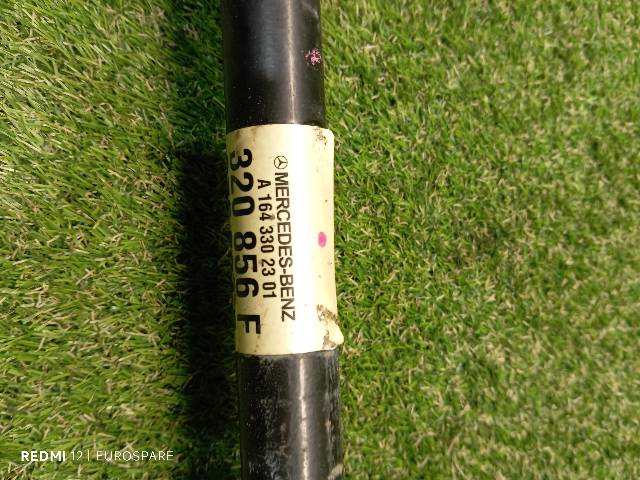 MERCEDES-BENZ
A 164 330 23 01
320 856 F
REDMI 12 | EUROSPARE